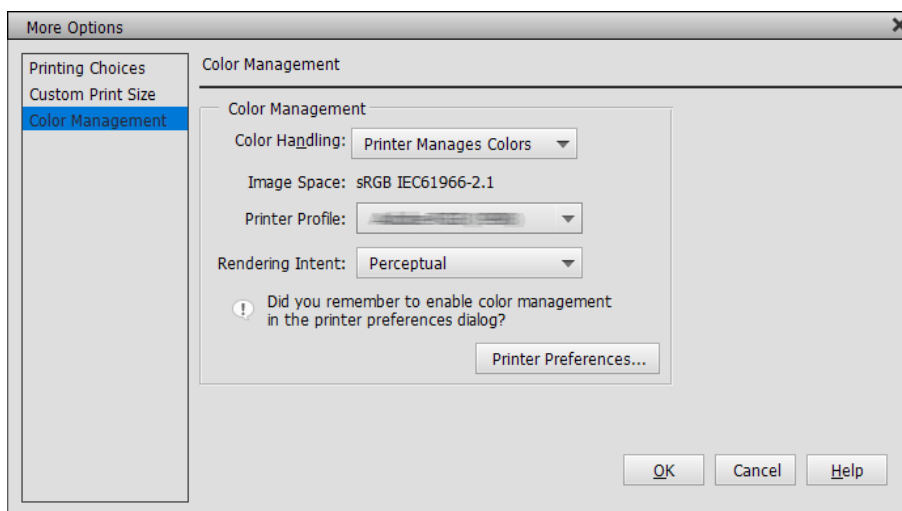 More Options
Printing Choices
Custom Print Size
Color Management
Color Management
Color Management
Color Handling: Printer Manages Colors
Image Space: sRGB IEC61966-2.1
Printer Profile:
Rendering Intent: Perceptual
Did you remember to enable color management
in the printer preferences dialog?
Printer Preferences...
OK Cancel Help